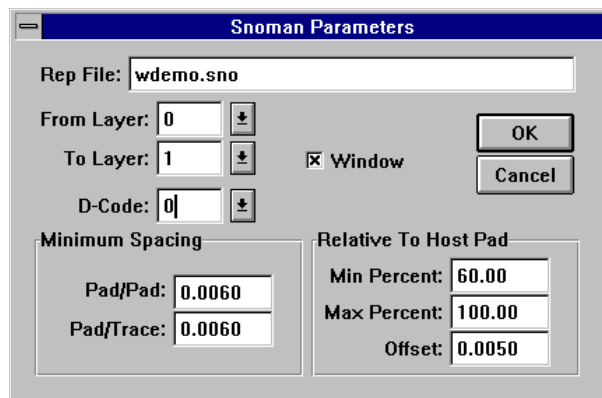 Snoman Parameters
Rep File: wdemo.sno
From Layer: 0
To Layer: 1
Window
OK
Cancel
D-Code: 0
Minimum Spacing
Pad/Pad: 0.0060
Pad/Trace: 0.0060
Relative To Host Pad
Min Percent: 60.00
Max Percent: 100.00
Offset: 0.0050